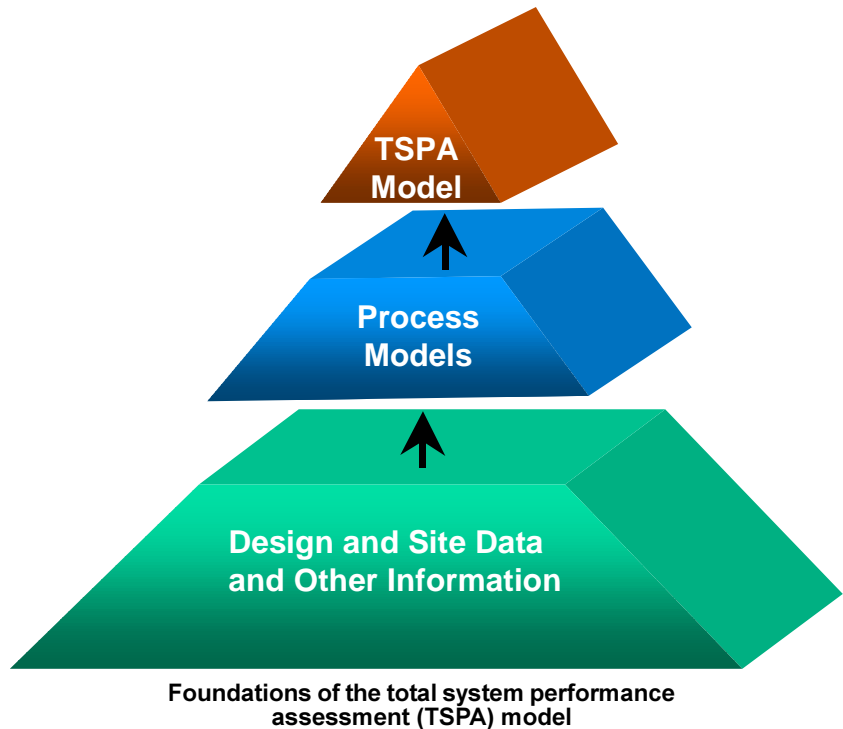 TSPA
Model
Process
Models
Design and Site Data
and Other Information
Foundations of the total system performance
assessment (TSPA) model